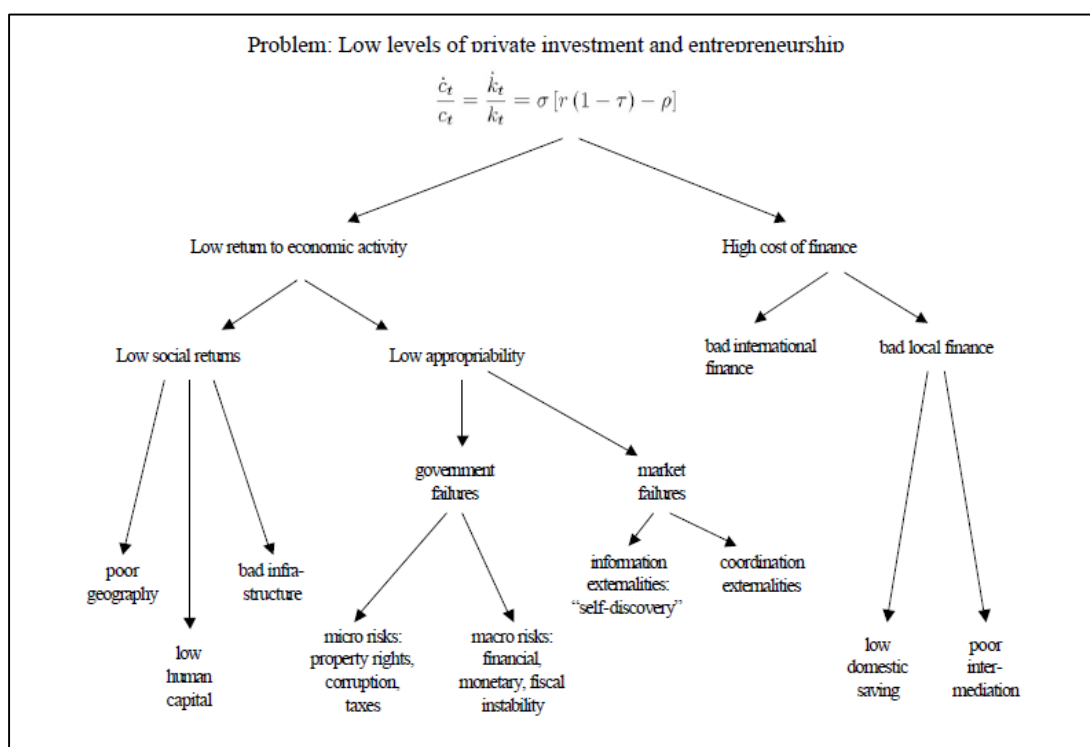 Problem: Low levels of private investment and entrepreneurship
ċₜ/cₜ = k̇ₜ/kₜ = σ [r (1 − τ) − ρ]
Low return to economic activity
High cost of finance
Low social returns
Low appropriability
bad international
finance
bad local finance
government
failures
market
failures
poor
geography
bad infra-
structure
information
externalities:
“self-discovery”
coordination
externalities
low
human
capital
micro risks:
property rights,
corruption,
taxes
macro risks:
financial,
monetary, fiscal
instability
low
domestic
saving
poor
inter-
mediation